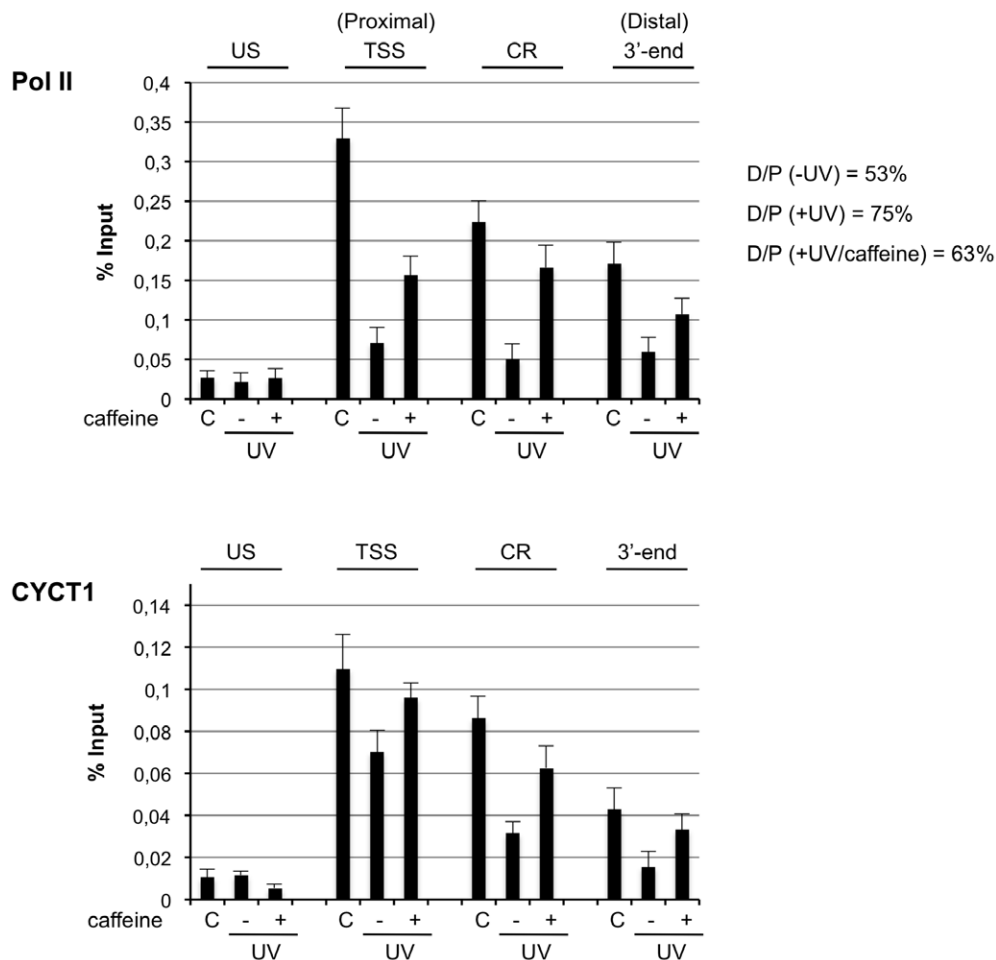 (Proximal) (Distal)
US TSS CR 3'-end
Pol II
0,4
0,35
0,3
0,25
0,2
0,15
0,1
0,05
0
% Input
D/P (-UV) = 53%
D/P (+UV) = 75%
D/P (+UV/caffeine) = 63%
caffeine C - + C - + C - + C - +
UV UV UV UV
US TSS CR 3'-end
CYCT1
0,14
0,12
0,1
0,08
0,06
0,04
0,02
0
% Input
caffeine C - + C - + C - + C - +
UV UV UV UV